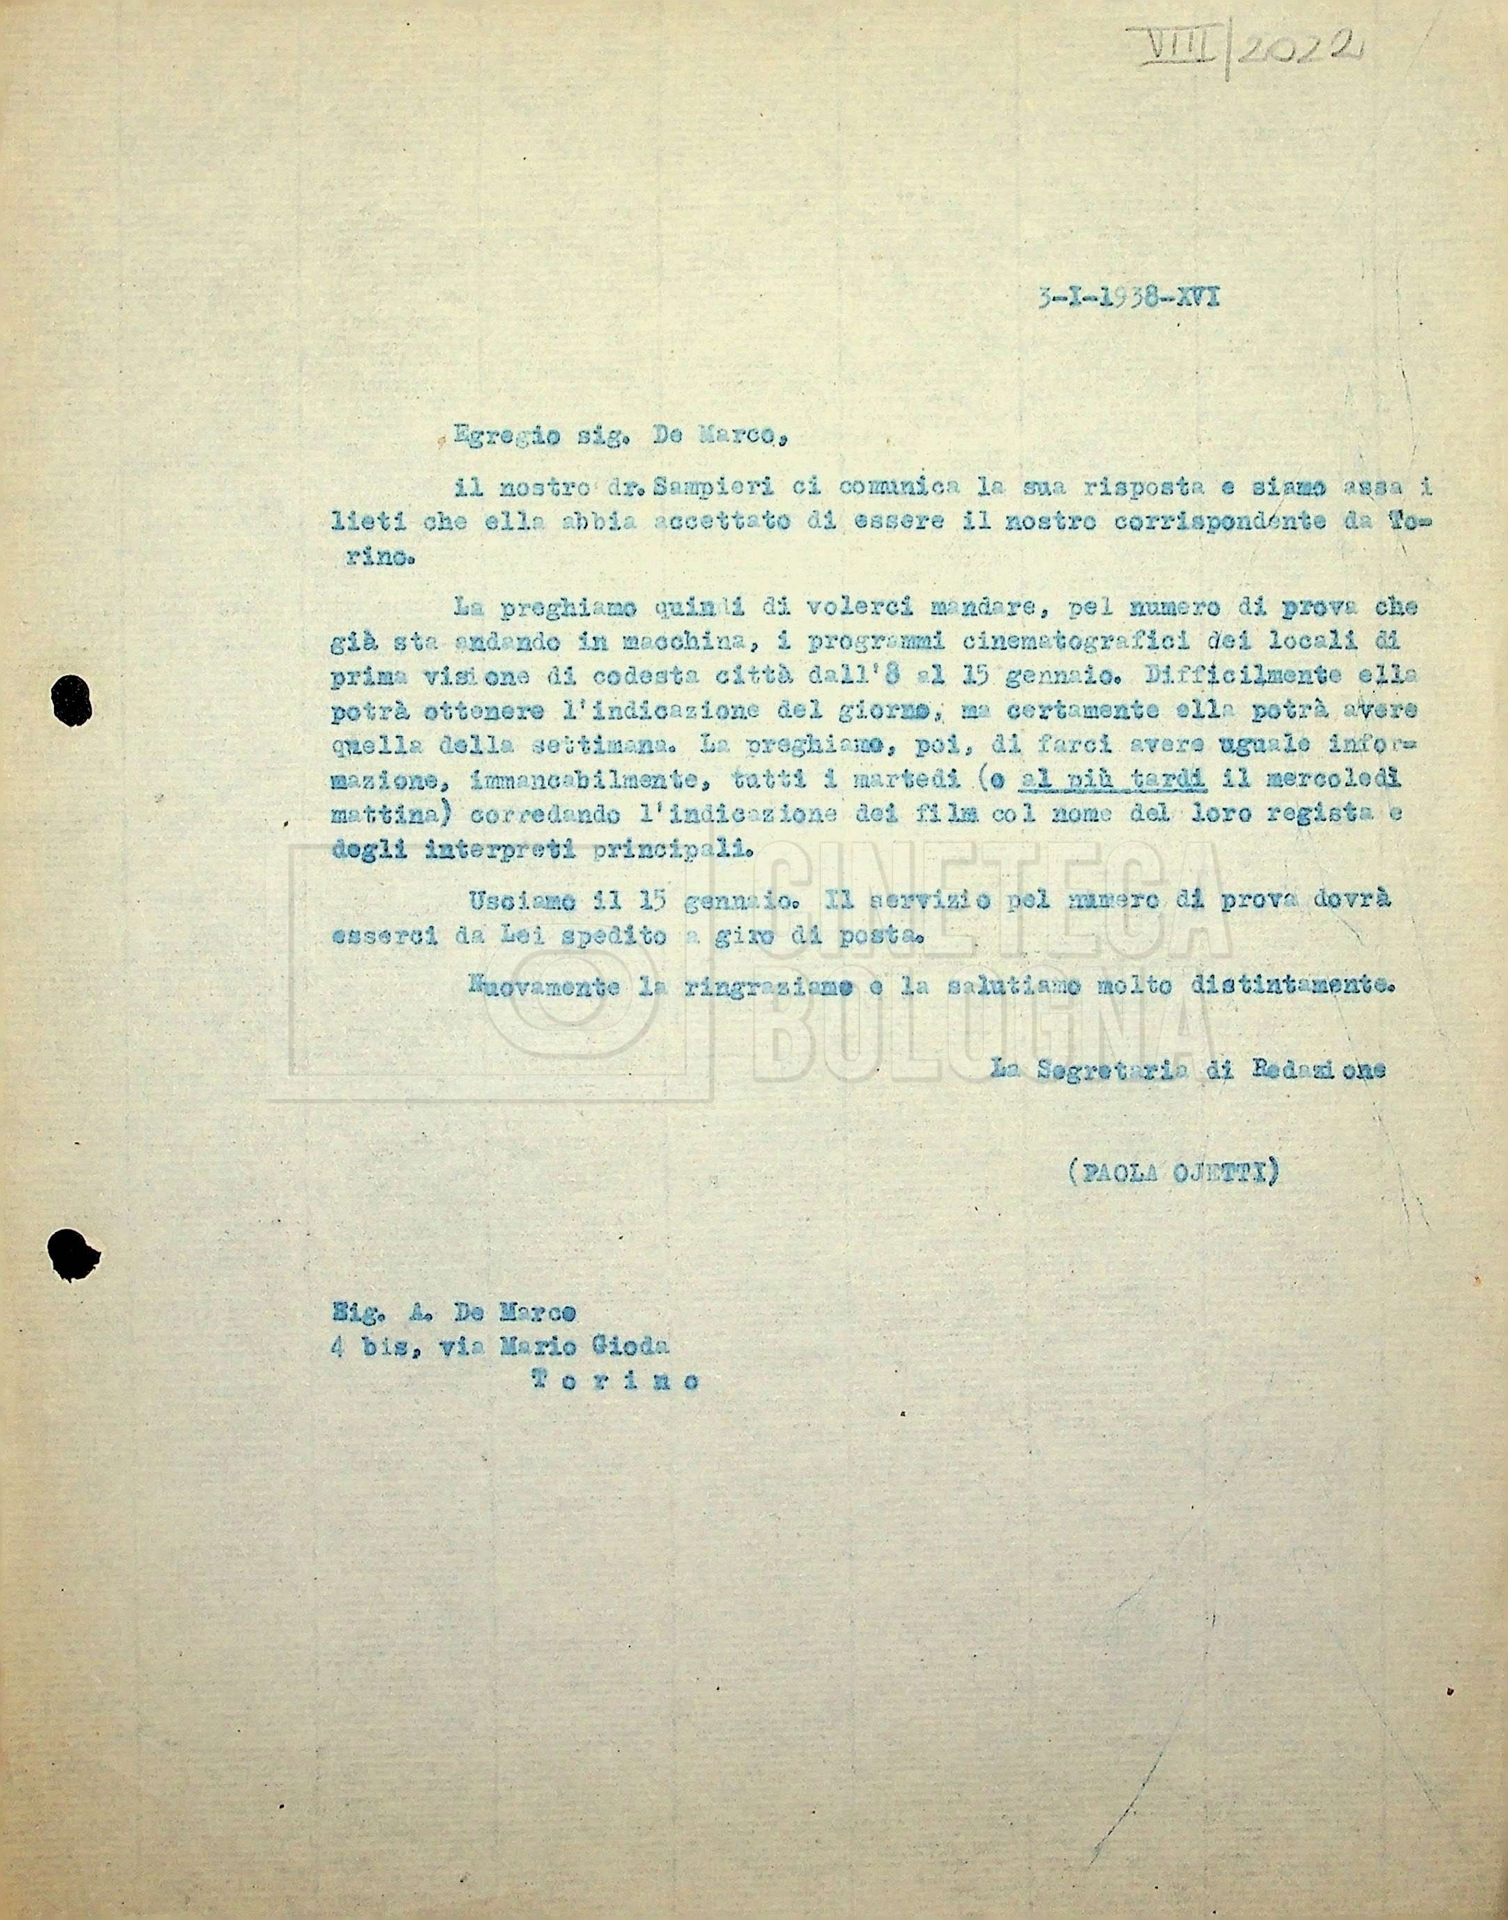 VIII/2022
3-I-1938-XVI
Egregio sig. De Marco,
il nostro dr. Sampieri ci comunica la sua risposta e siamo assa i
lieti che ella abbia accettato di essere il nostro corrispondente da To-
rino.
La preghiamo quindi di volerci mandare, pel numero di prova che
già sta andando in macchina, i programmi cinematografici dei locali di
prima visione di codesta città dall'8 al 15 gennaio. Difficilmente ella
potrà ottenere l'indicazione del giorno, ma certamente ella potrà avere
quella della settimana. La preghiamo, poi, di farci avere uguale infor-
mazione, immancabilmente, tutti i martedi (o al più tardi il mercoledì
mattina) corredando l'indicazione dei film col nome del loro regista e
degli interpreti principali.
Usciamo il 15 gennaio. Il servizio pel numero di prova dovrà
esserci da Lei spedito a giro di posta.
Nuovamente la ringraziamo e la salutiamo molto distintamente.
La Segretaria di Redazione
(PAOLA OJETTI)
Sig. A. De Marco
4 bis, via Mario Gioda
Torino
CINETECA
BOLOGNA